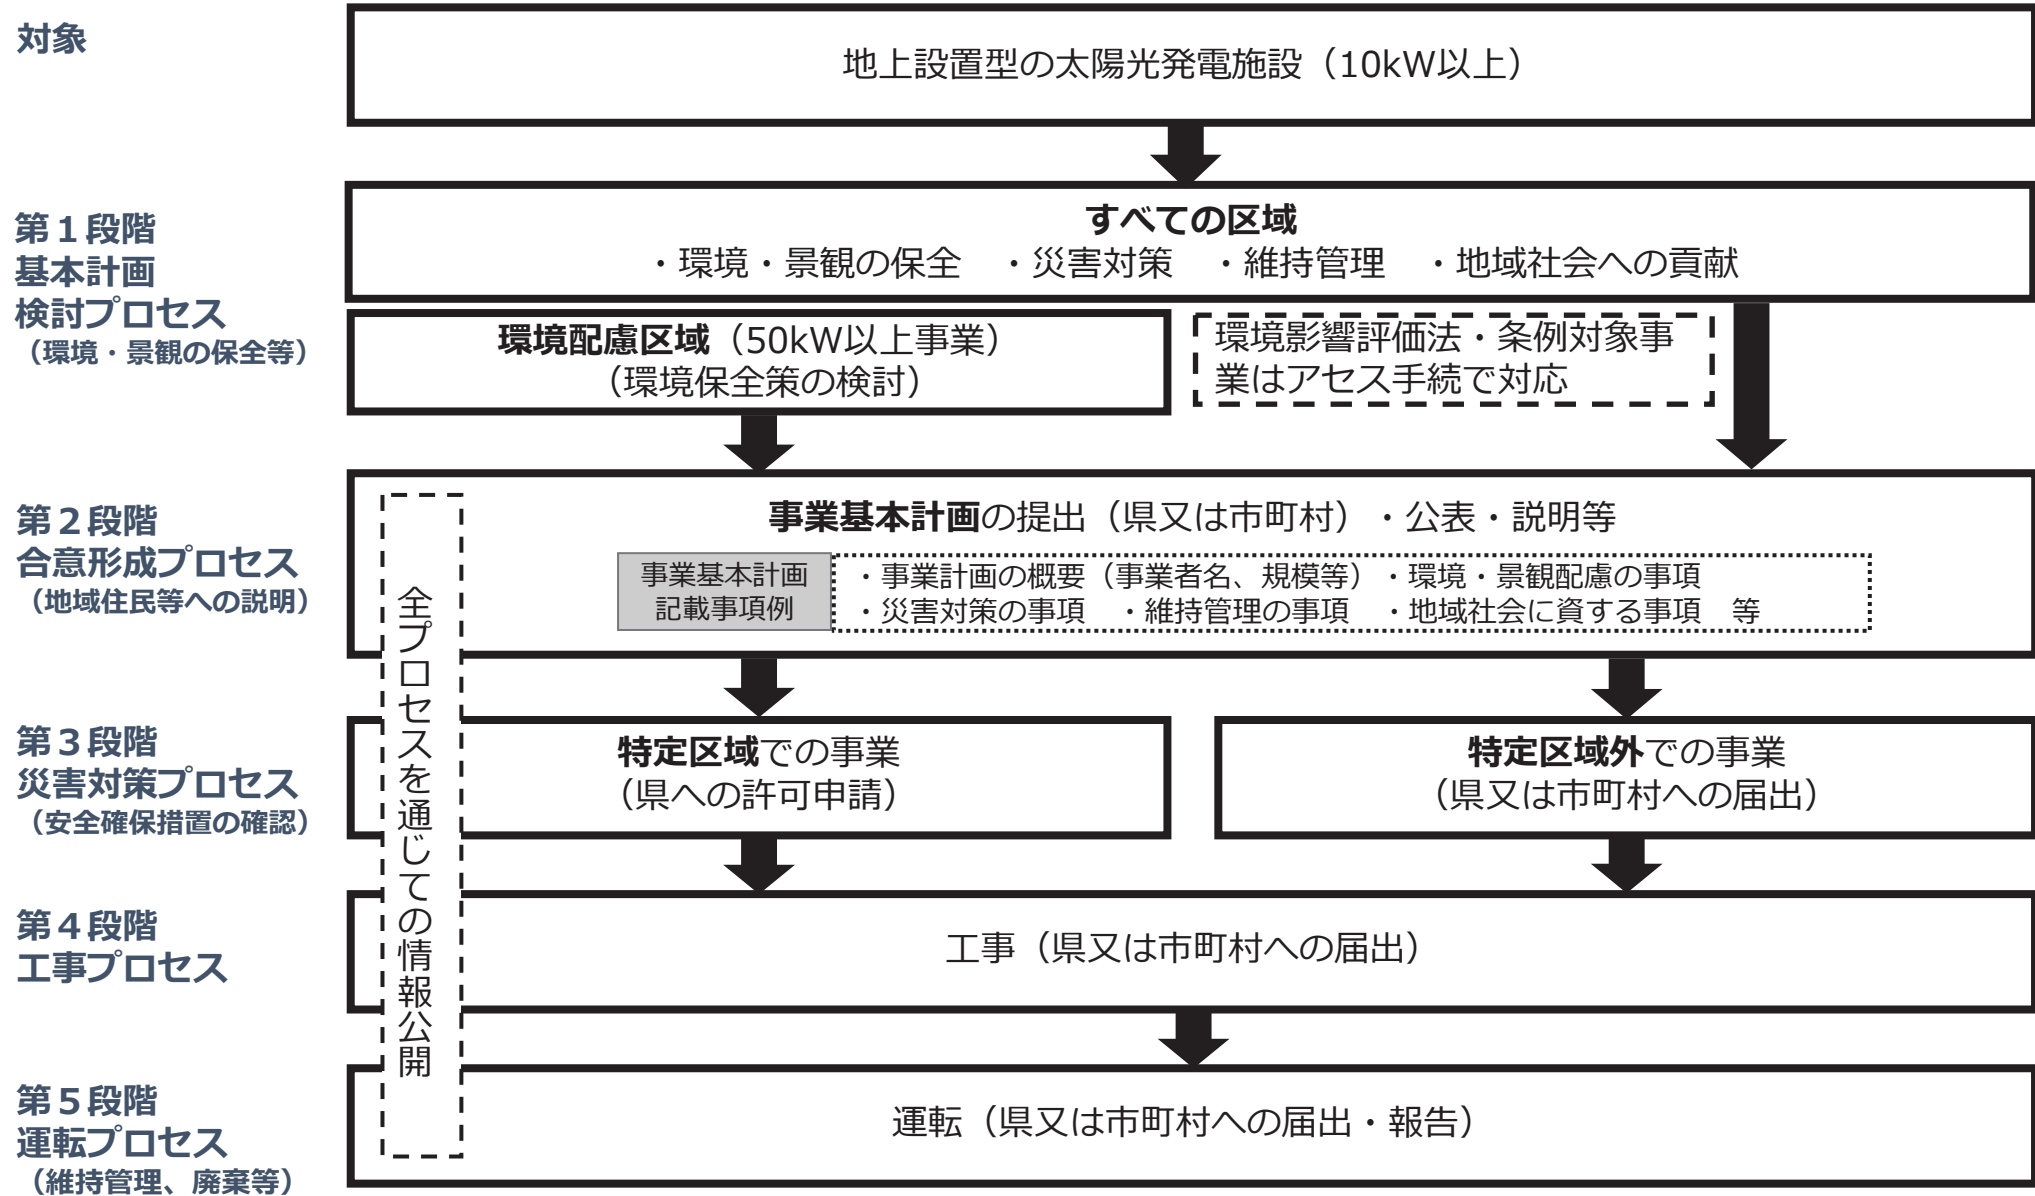 対象
地上設置型の太陽光発電施設（10kW以上）
第１段階
基本計画
検討プロセス
（環境・景観の保全等）
すべての区域
・環境・景観の保全　・災害対策　・維持管理　・地域社会への貢献
環境配慮区域（50kW以上事業）
（環境保全策の検討）
環境影響評価法・条例対象事
業はアセス手続で対応
第２段階
合意形成プロセス
（地域住民等への説明）
事業基本計画の提出（県又は市町村）・公表・説明等
事業基本計画
記載事項例
・事業計画の概要（事業者名、規模等）・環境・景観配慮の事項
・災害対策の事項　・維持管理の事項　・地域社会に資する事項　等
全プロセスを通じての情報公開
第３段階
災害対策プロセス
（安全確保措置の確認）
特定区域での事業
（県への許可申請）
特定区域外での事業
（県又は市町村への届出）
第４段階
工事プロセス
工事（県又は市町村への届出）
第５段階
運転プロセス
（維持管理、廃棄等）
運転（県又は市町村への届出・報告）